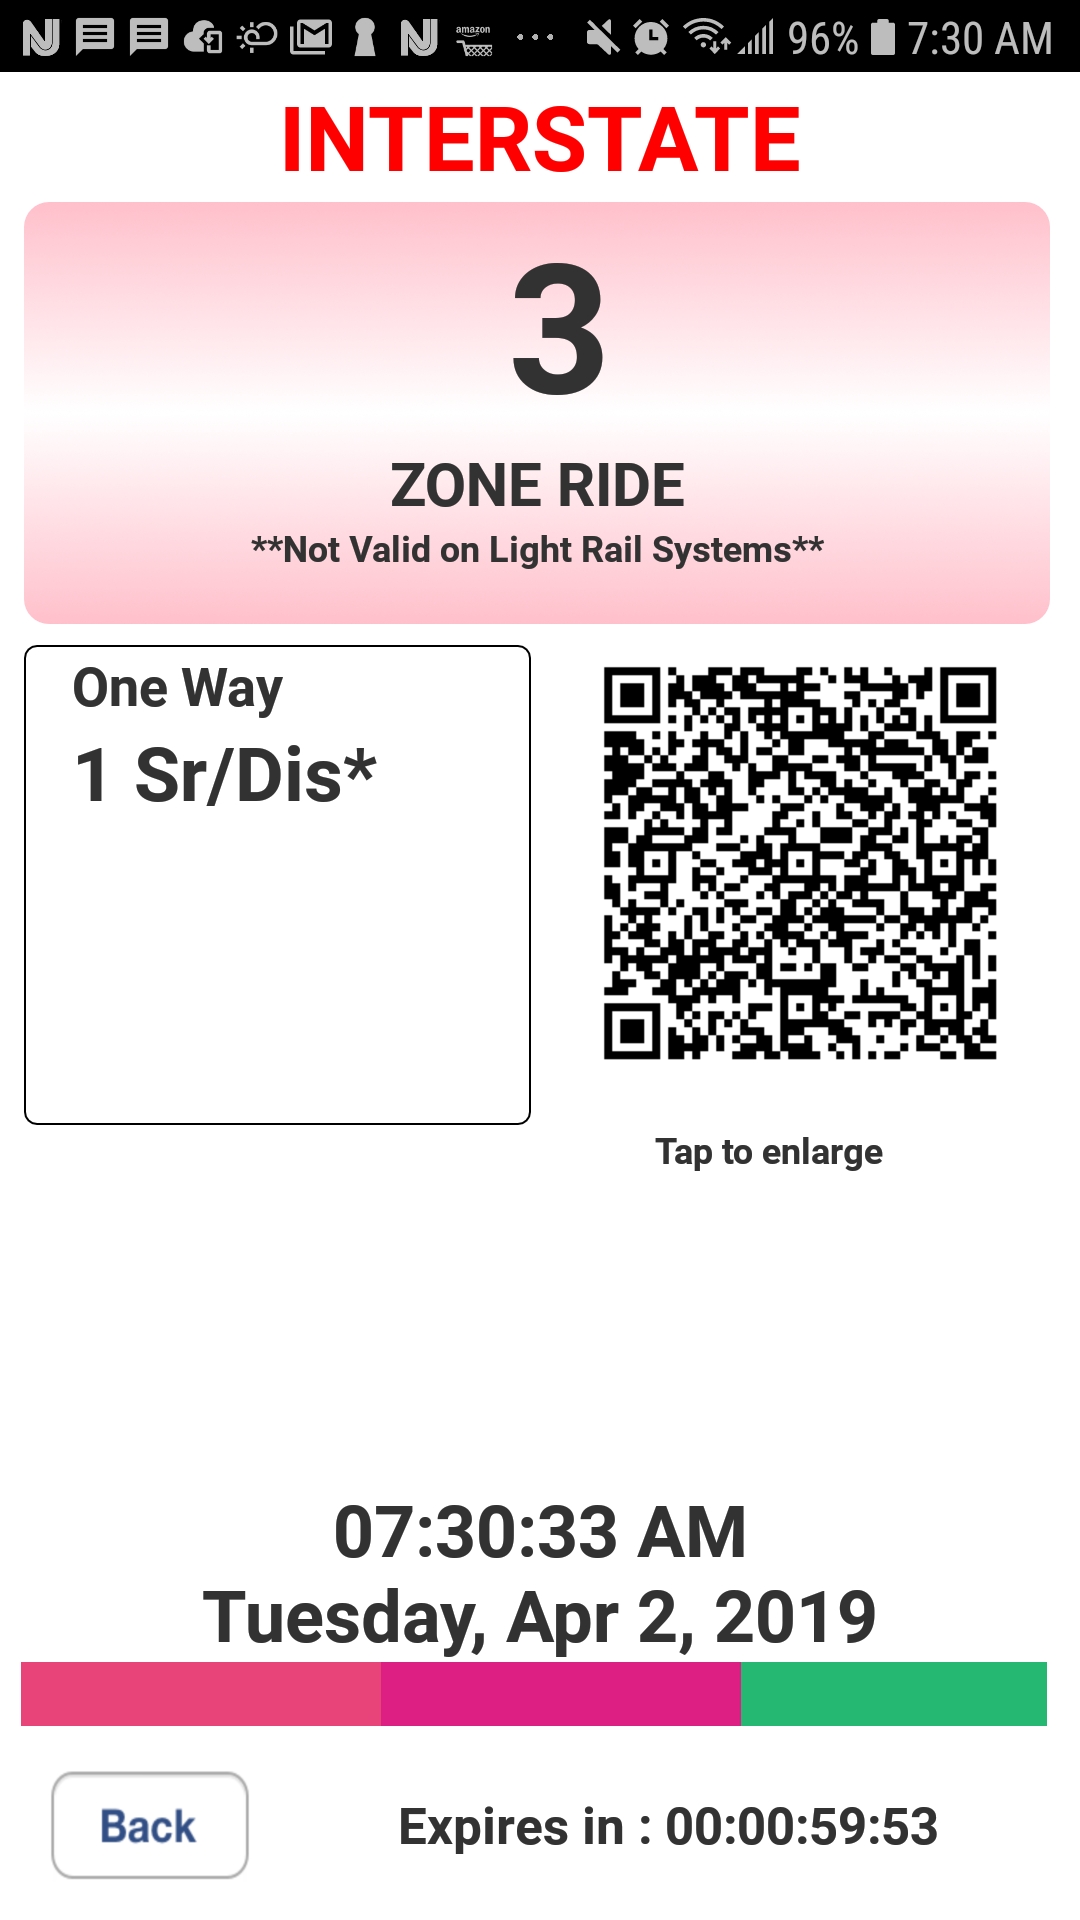 amazon
96% 7:30 AM
INTERSTATE
3
ZONE RIDE
**Not Valid on Light Rail Systems**
One Way
1 Sr/Dis*
Tap to enlarge
07:30:33 AM
Tuesday, Apr 2, 2019
Back
Expires in : 00:00:59:53